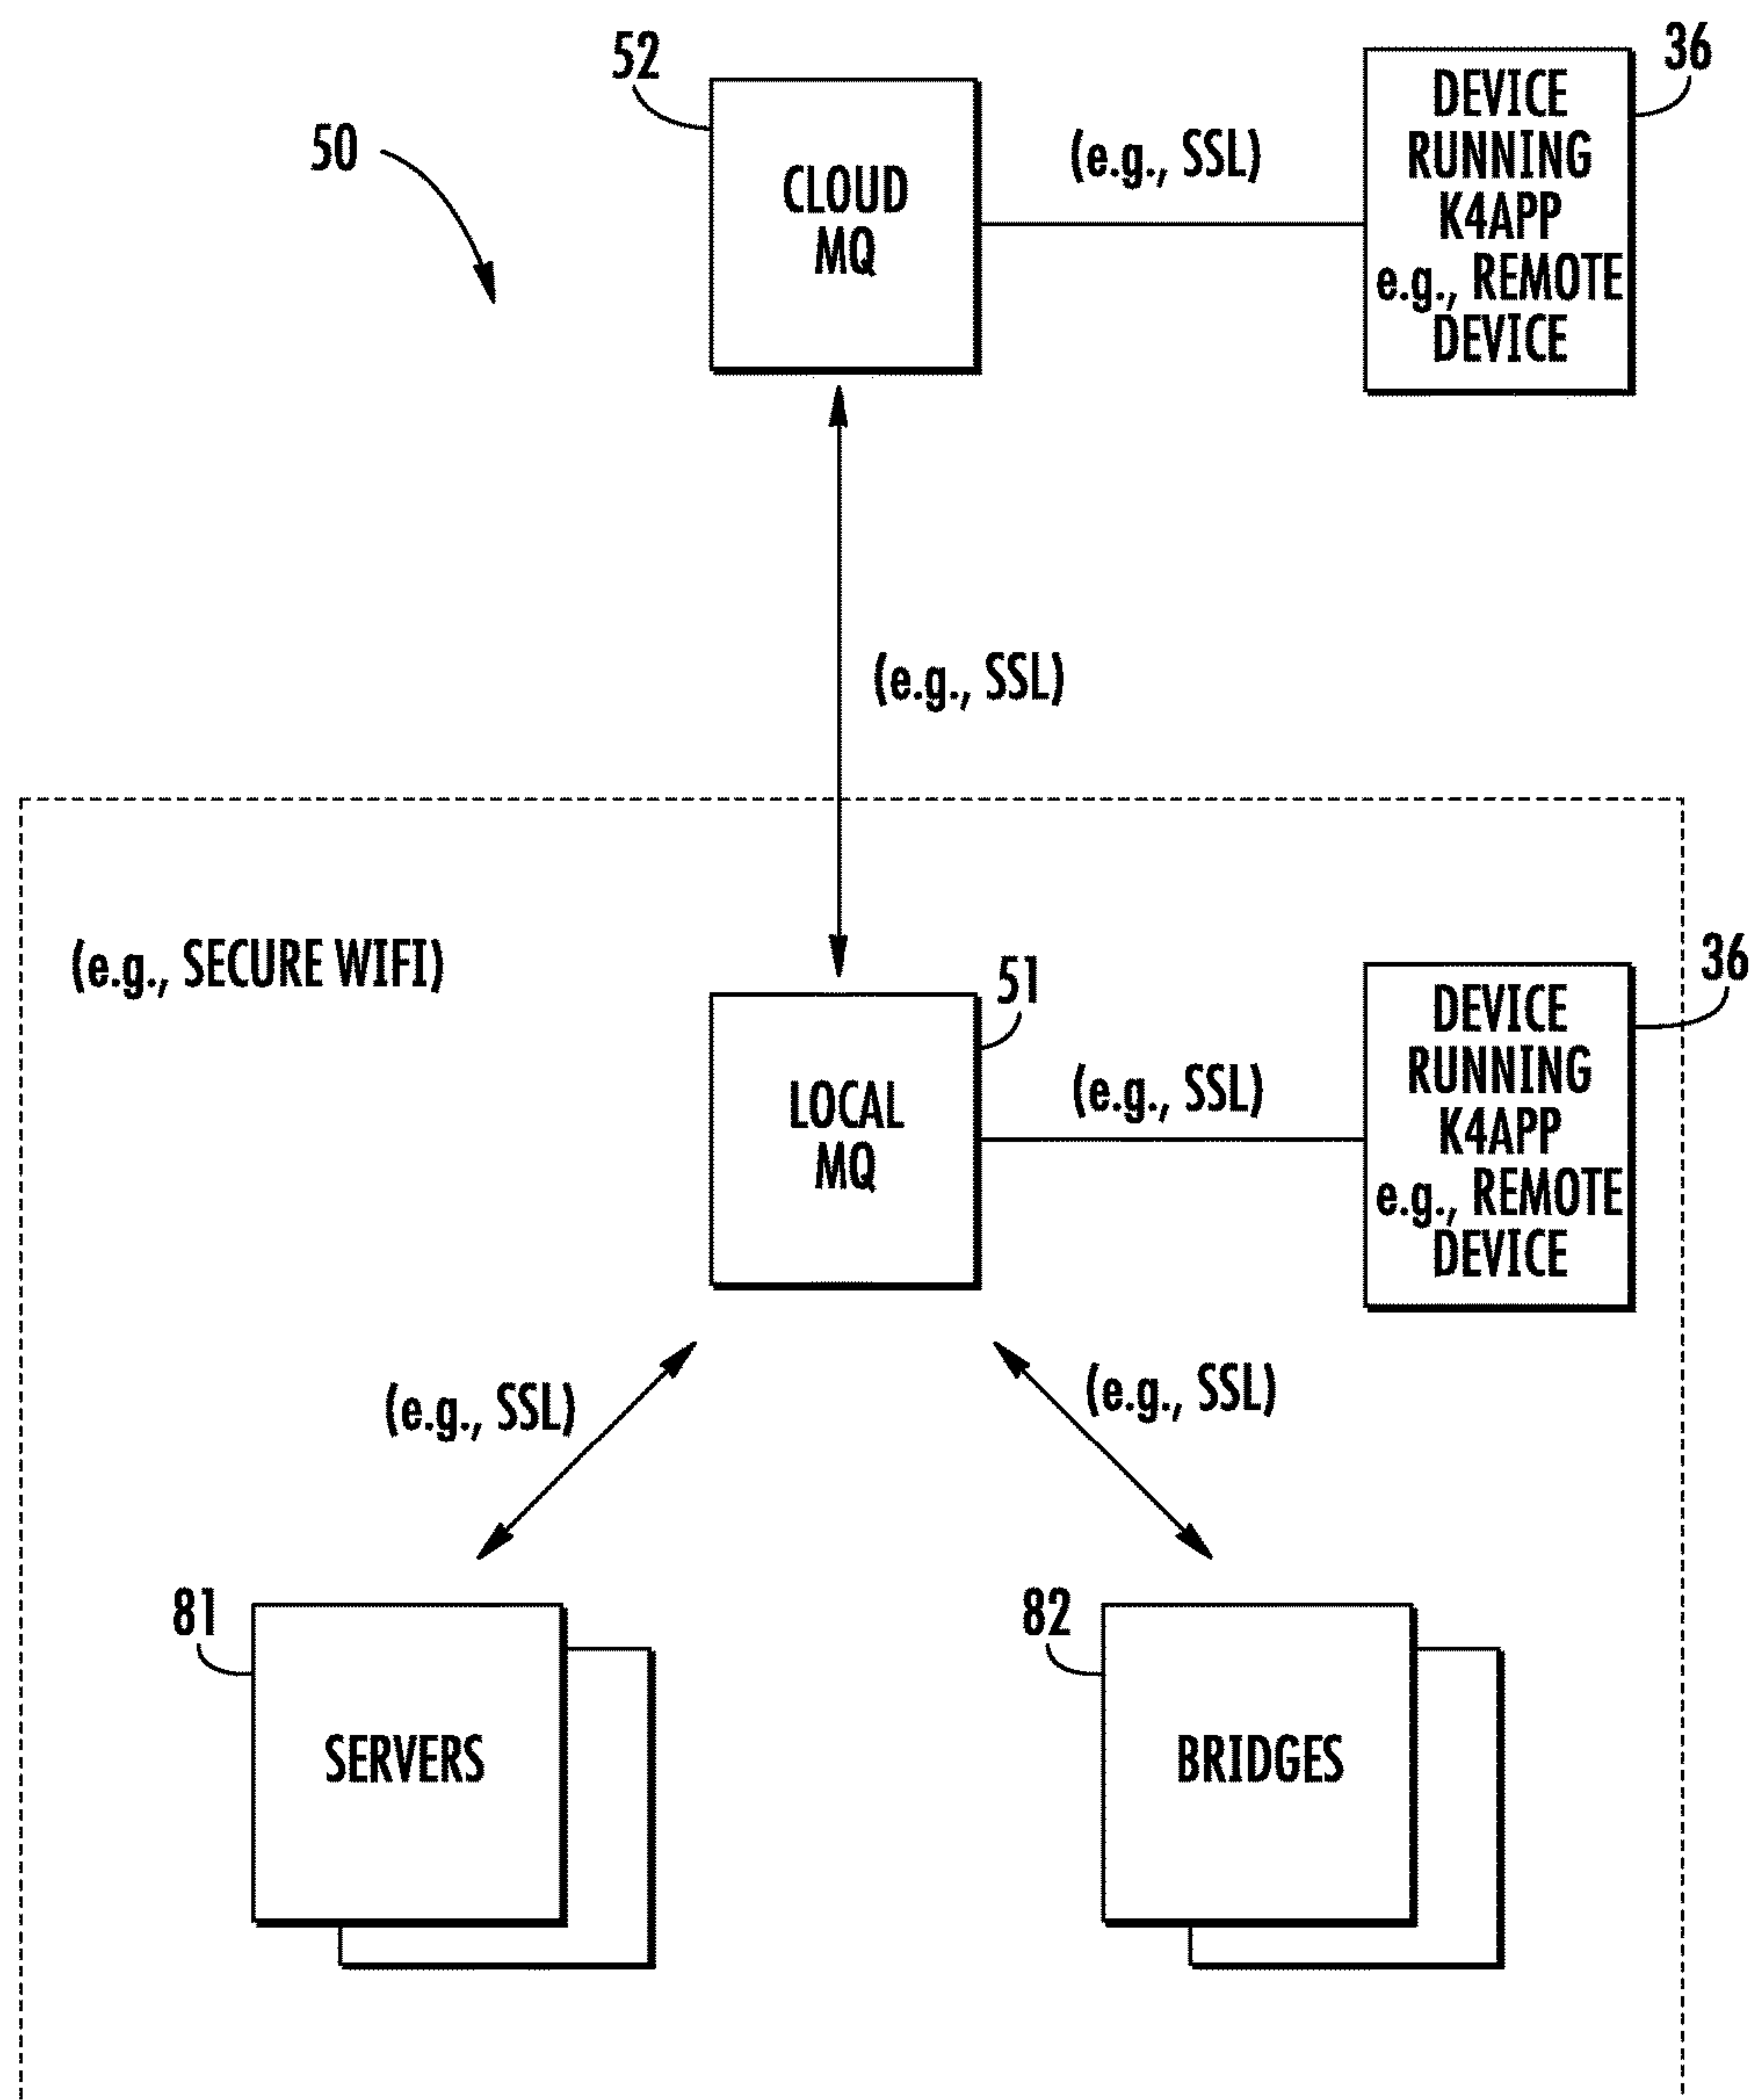 52
36
50
CLOUD
MQ
(e.g., SSL)
DEVICE
RUNNING
K4APP
e.g., REMOTE
DEVICE
(e.g., SSL)
(e.g., SECURE WIFI)
51
36
LOCAL
MQ
(e.g., SSL)
DEVICE
RUNNING
K4APP
e.g., REMOTE
DEVICE
(e.g., SSL)
(e.g., SSL)
81
82
SERVERS
BRIDGES